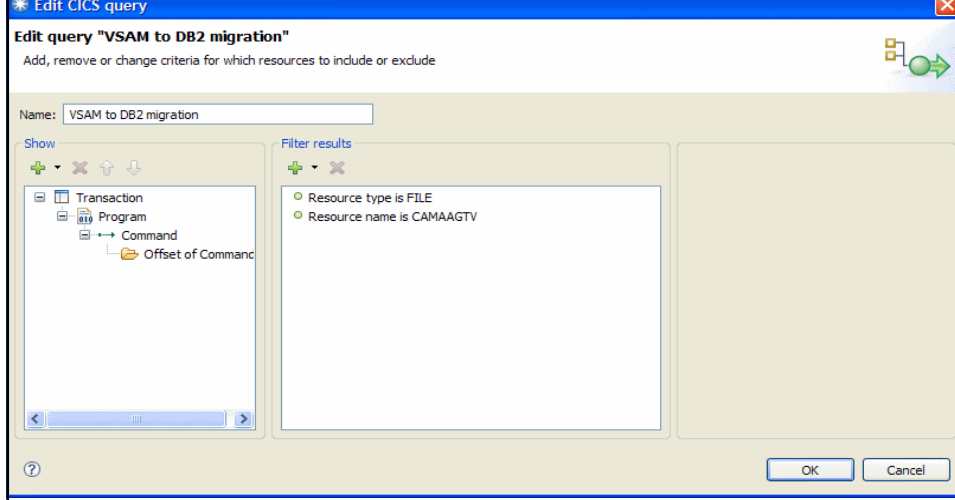 Edit CICS query
Edit query "VSAM to DB2 migration"
Add, remove or change criteria for which resources to include or exclude
Name: VSAM to DB2 migration
Show
Transaction
010 Program
Command
Offset of Command
Filter results
Resource type is FILE
Resource name is CAMAAGTV
? OK Cancel